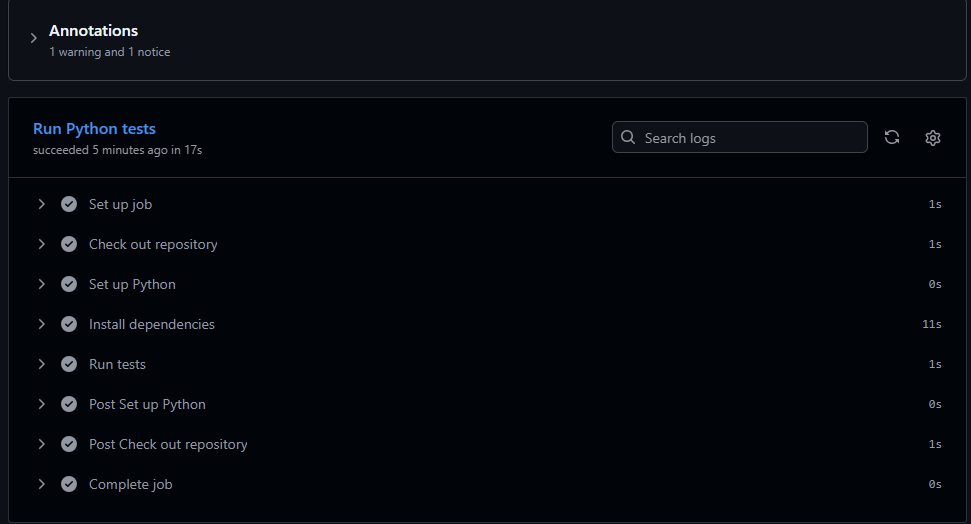 Annotations
1 warning and 1 notice
Run Python tests
succeeded 5 minutes ago in 17s
Search logs
Set up job 1s
Check out repository 1s
Set up Python 0s
Install dependencies 11s
Run tests 1s
Post Set up Python 0s
Post Check out repository 1s
Complete job 0s